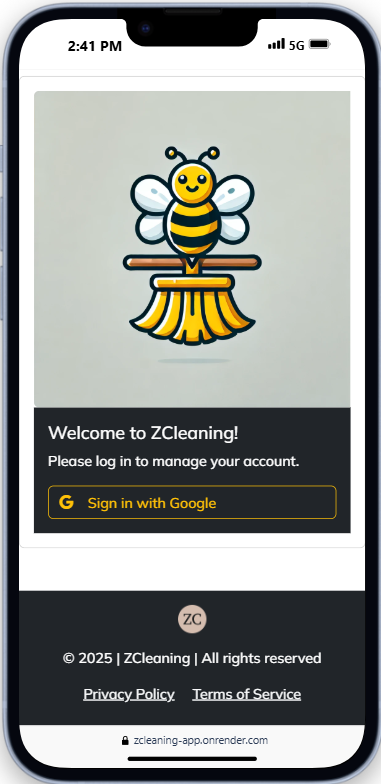 2:41 PM 5G
Welcome to ZCleaning!
Please log in to manage your account.
G Sign in with Google
ZC
© 2025 | ZCleaning | All rights reserved
Privacy Policy Terms of Service
zcleaning-app.onrender.com